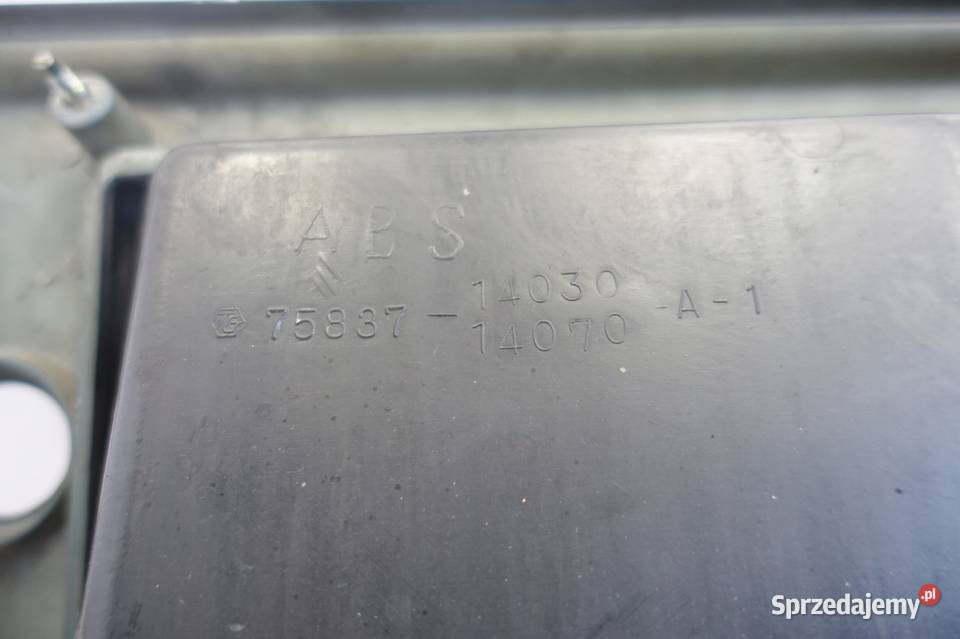 ABS
14030
75837- -A-1
14070
Sprzedajemy.pl